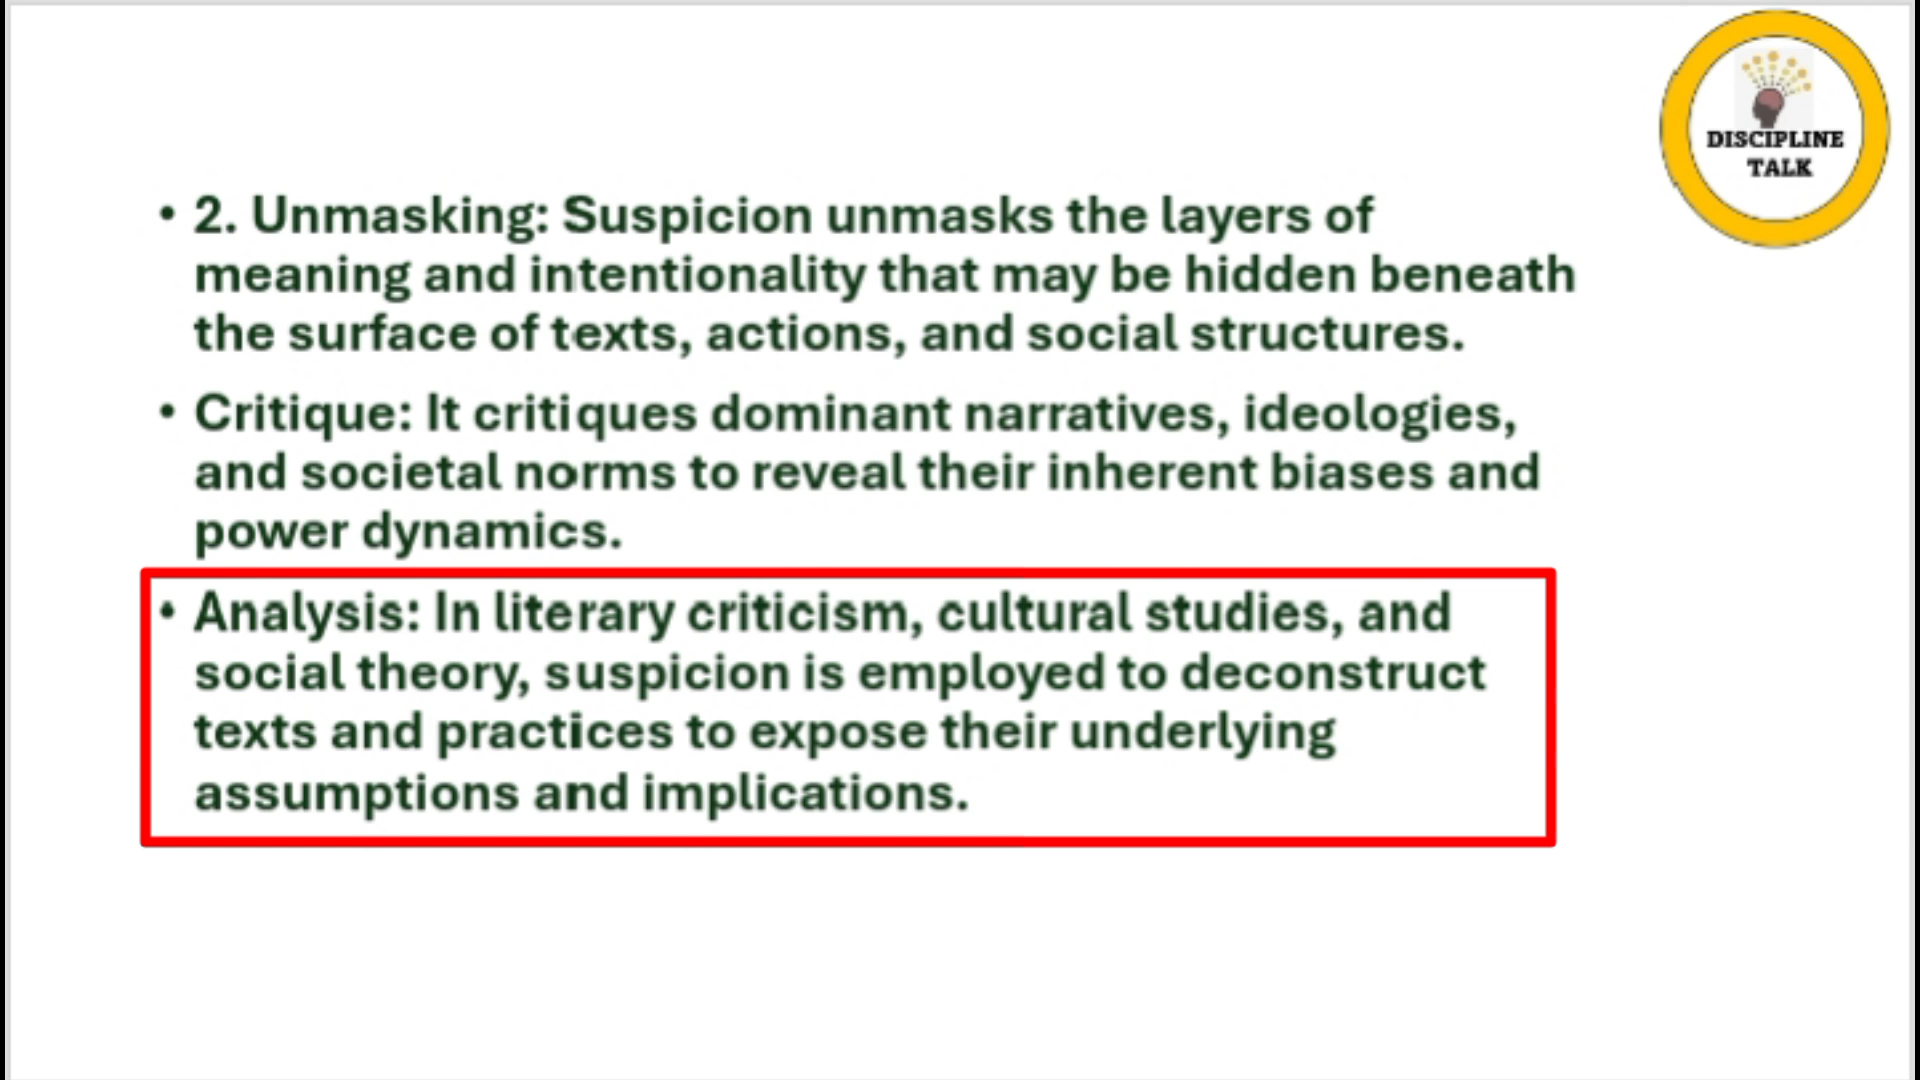 DISCIPLINE
TALK
• 2. Unmasking: Suspicion unmasks the layers of
meaning and intentionality that may be hidden beneath
the surface of texts, actions, and social structures.
• Critique: It critiques dominant narratives, ideologies,
and societal norms to reveal their inherent biases and
power dynamics.
• Analysis: In literary criticism, cultural studies, and
social theory, suspicion is employed to deconstruct
texts and practices to expose their underlying
assumptions and implications.